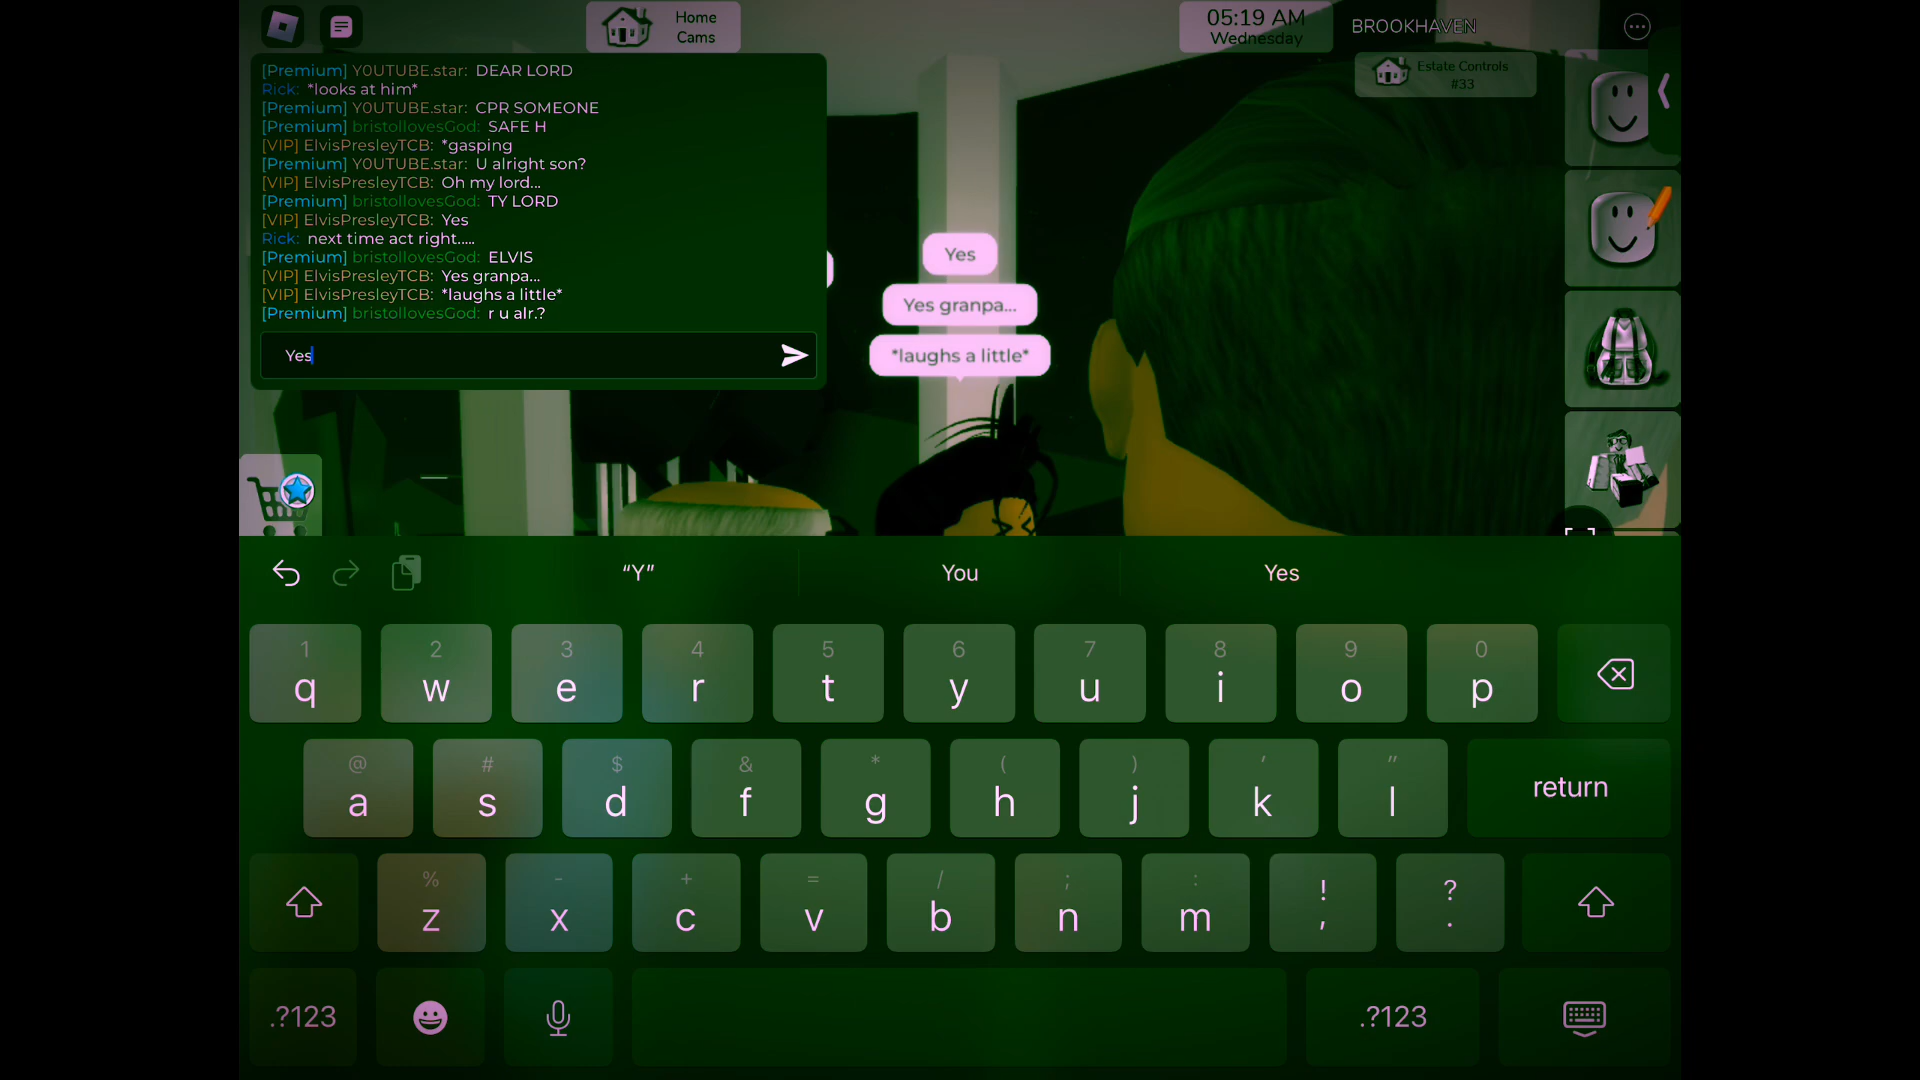 Home
Cams
05:19 AM
Wednesday
BROOKHAVEN
Estate Controls
#33
[Premium] Y0UTUBE.star: DEAR LORD
Rick: *looks at him*
[Premium] Y0UTUBE.star: CPR SOMEONE
[Premium] bristollovesGod: SAFE H
[VIP] ElvisPresleyTCB: *gasping
[Premium] Y0UTUBE.star: U alright son?
[VIP] ElvisPresleyTCB: Oh my lord...
[Premium] bristollovesGod: TY LORD
[VIP] ElvisPresleyTCB: Yes
Rick: next time act right.....
[Premium] bristollovesGod: ELVIS
[VIP] ElvisPresleyTCB: Yes granpa...
[VIP] ElvisPresleyTCB: *laughs a little*
[Premium] bristollovesGod: r u alr.?
Yes
Yes
Yes granpa...
*laughs a little*
“Y” You Yes
1 2 3 4 5 6 7 8 9 0
q w e r t y u i o p
@ # $ & * ( ) ' "
a s d f g h j k l return
% - + = / ; : ! ?
z x c v b n m , .
.?123 .?123